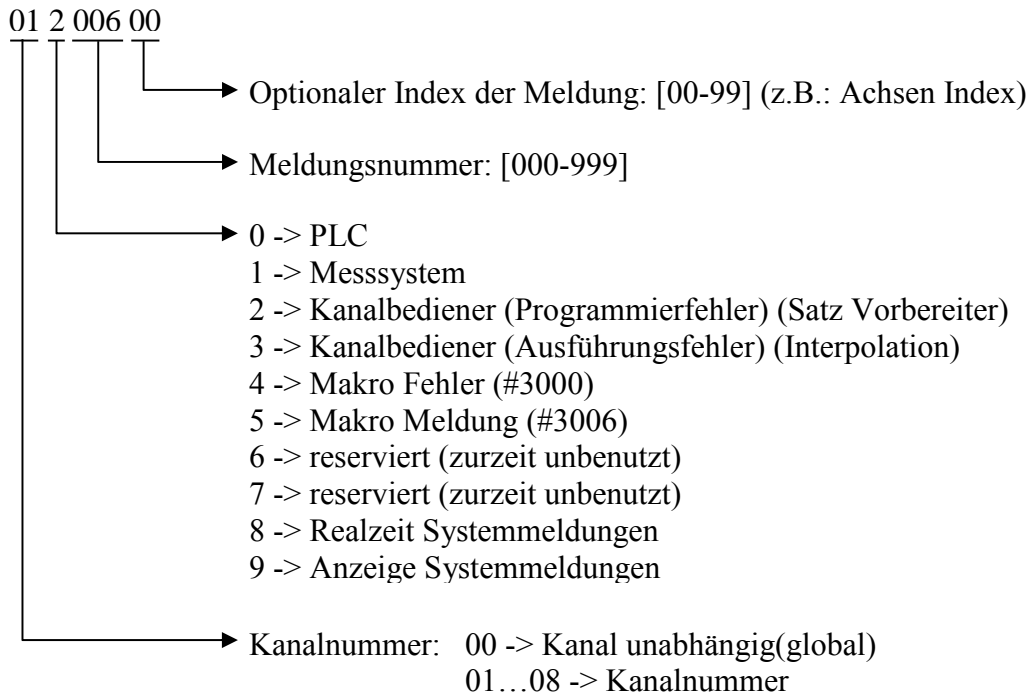 01 2 006 00
Optionaler Index der Meldung: [00-99] (z.B.: Achsen Index)
Meldungsnummer: [000-999]
0 -> PLC
1 -> Messsystem
2 -> Kanalbediener (Programmierfehler) (Satz Vorbereiter)
3 -> Kanalbediener (Ausführungsfehler) (Interpolation)
4 -> Makro Fehler (#3000)
5 -> Makro Meldung (#3006)
6 -> reserviert (zurzeit unbenutzt)
7 -> reserviert (zurzeit unbenutzt)
8 -> Realzeit Systemmeldungen
9 -> Anzeige Systemmeldungen
Kanalnummer: 00 -> Kanal unabhängig(global)
01…08 -> Kanalnummer